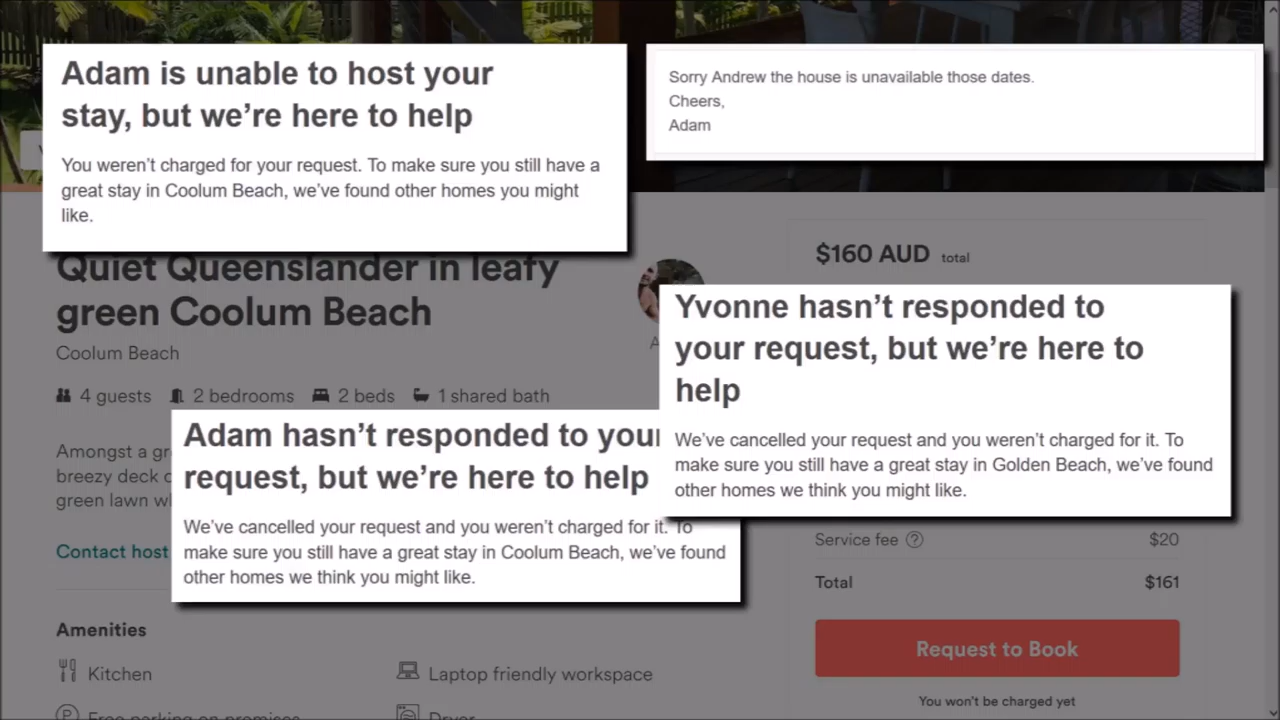 Adam is unable to host your
stay, but we’re here to help
You weren’t charged for your request. To make sure you still have a
great stay in Coolum Beach, we’ve found other homes you might
like.
Sorry Andrew the house is unavailable those dates.
Cheers,
Adam
Quiet Queenslander in leafy
green Coolum Beach
Coolum Beach
4 guests 2 bedrooms 2 beds 1 shared bath
$160 AUD total
Yvonne hasn’t responded to
your request, but we’re here to
help
We’ve cancelled your request and you weren’t charged for it. To
make sure you still have a great stay in Golden Beach, we’ve found
other homes we think you might like.
Amongst a
breezy deck
green lawn
Contact host
Adam hasn’t responded to your
request, but we’re here to help
We’ve cancelled your request and you weren’t charged for it. To
make sure you still have a great stay in Coolum Beach, we’ve found
other homes we think you might like.
Service fee ? $20
Total $161
Request to Book
You won’t be charged yet
Amenities
Kitchen
Laptop friendly workspace
Free parking on premises
Dryer